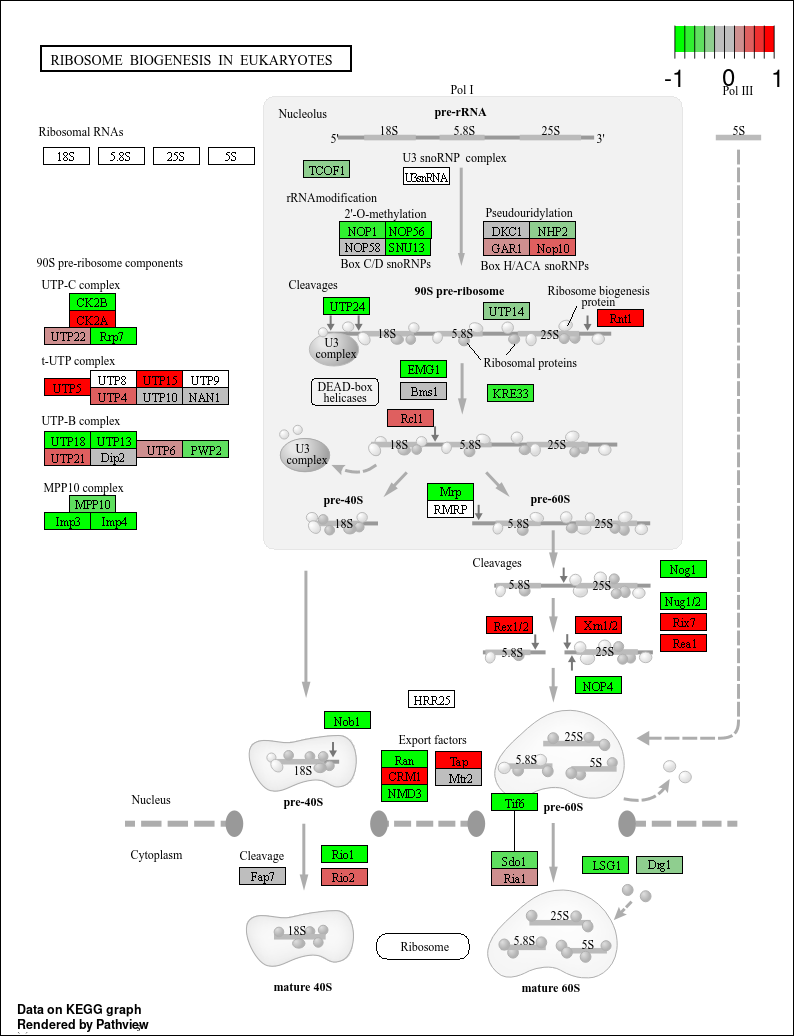 RIBOSOME BIOGENESIS IN EUKARYOTES
-1 0 1
Pol I
Pol III
Nucleolus
pre-rRNA
Ribosomal RNAs
5' 18S 5.8S 25S 3'
5S
18S 5.8S 25S 5S
U3 snoRNP complex
TCOF1
U3snRNA
rRNAmodification
2'-O-methylation
Pseudouridylation
NOP1 NOP56
DKC1 NHP2
NOP58 SNU13
GAR1 Nop10
Box C/D snoRNPs
Box H/ACA snoRNPs
90S pre-ribosome components
UTP-C complex
CK2B
CK2A
UTP22 Rrp7
Cleavages
90S pre-ribosome
Ribosome biogenesis
protein
UTP24
UTP14
Rnt1
18S 5.8S 25S
U3
complex
Ribosomal proteins
t-UTP complex
UTP5
UTP8 UTP15 UTP9
UTP4 UTP10 NAN1
EMG1
DEAD-box
helicases
Bms1
KRE33
Rcl1
UTP-B complex
UTP18 UTP13
UTP21 Dip2
UTP6 PWP2
18S 5.8S 25S
U3
complex
MPP10 complex
MPP10
Imp3 Imp4
pre-40S
Mrp
RMRP
pre-60S
18S
5.8S 25S
Cleavages
Nog1
5.8S 25S
Nug1/2
Rex1/2
Xrn1/2
Rix7
Rea1
5.8S 25S
NOP4
HRR25
Nob1
Export factors
25S
Ran Tap
5.8S 5S
CRM1 Mtr2
NMD3
18S
pre-40S
Tif6
pre-60S
Nucleus
Cytoplasm
Cleavage
Rio1
Fap7
Rio2
Sdo1
Ria1
LSG1
Drg1
18S
25S
Ribosome
5.8S 5S
mature 40S
mature 60S
Data on KEGG graph
Rendered by Pathview